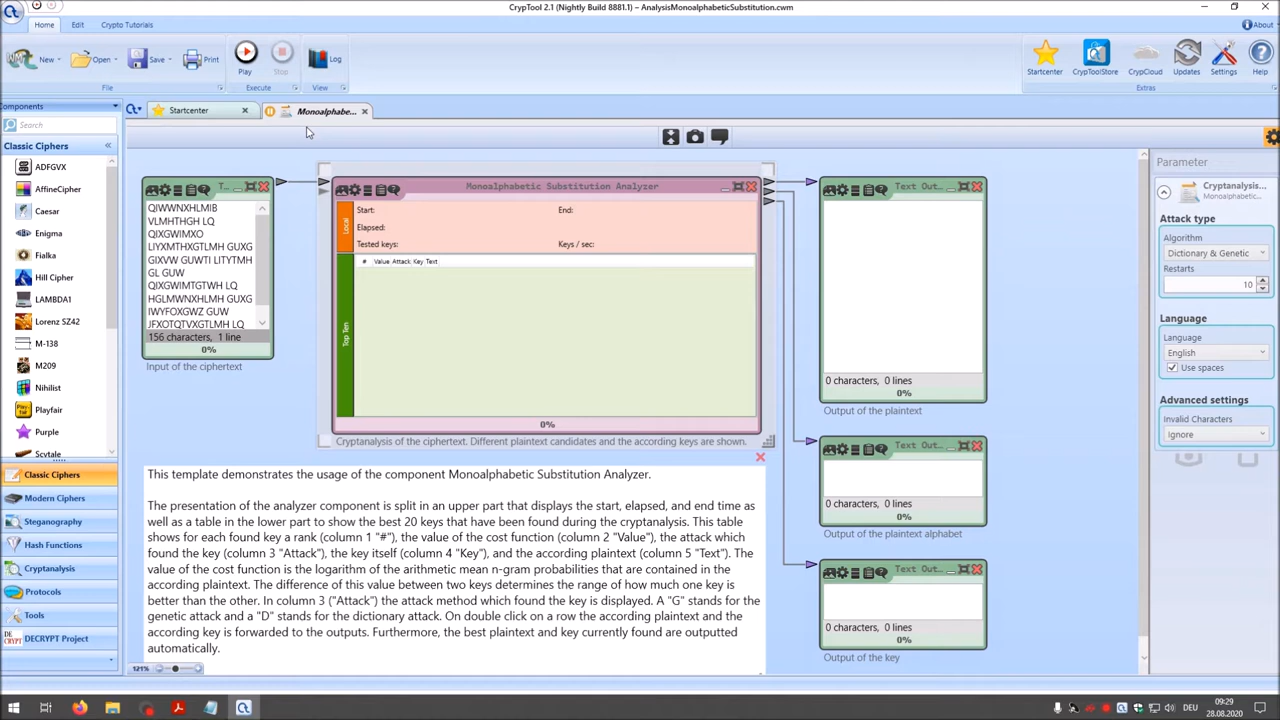 CrypTool 2.1 (Nightly Build 8881.1) – AnalysisMonoalphabeticSubstitution.cwm
Home Edit Crypto Tutorials
About
New Open Save Print
Play Stop Log
Startcenter CrypToolStore CrypCloud Updates Settings Help
File Execute View Extras
Components
Startcenter
Monoalphabe...
Search
Classic Ciphers
ADFGVX
AffineCipher
Caesar
Enigma
Fialka
Hill Cipher
LAMBDA1
Lorenz SZ42
M-138
M209
Nihilist
Playfair
Purple
Scytale
Classic Ciphers
Modern Ciphers
Steganography
Hash Functions
Cryptanalysis
Protocols
Tools
DECRYPT Project
T...
QIWWNXHLMIB
VLMHTHGH LQ
QIXGWIMXO
LIYXMTHXGTLMH GUXG
GIXVW GUWTI LITYTMH
GL GUW
QIXGWIMTGTWH LQ
HGLMWNXHLMH GUXG
IWYFOXGWZ GUW
JFXOTQTVXGTLMH LQ
156 characters, 1 line
0%
Input of the ciphertext
Monoalphabetic Substitution Analyzer
Local
Start: End:
Elapsed:
Tested keys: Keys / sec:
Top Ten
# Value Attack Key Text
0%
Cryptanalysis of the ciphertext. Different plaintext candidates and the according keys are shown.
Text Out...
0 characters, 0 lines
0%
Output of the plaintext
Text Out...
0 characters, 0 lines
0%
Output of the plaintext alphabet
Text Out...
0 characters, 0 lines
0%
Output of the key
This template demonstrates the usage of the component Monoalphabetic Substitution Analyzer.
The presentation of the analyzer component is split in an upper part that displays the start, elapsed, and end time as
well as a table in the lower part to show the best 20 keys that have been found during the cryptanalysis. This table
shows for each found key a rank (column 1 "#"), the value of the cost function (column 2 "Value"), the attack which
found the key (column 3 "Attack"), the key itself (column 4 "Key"), and the according plaintext (column 5 "Text"). The
value of the cost function is the logarithm of the arithmetic mean n-gram probabilities that are contained in the
according plaintext. The difference of this value between two keys determines the range of how much one key is
better than the other. In column 3 ("Attack") the attack method which found the key is displayed. A "G" stands for the
genetic attack and a "D" stands for the dictionary attack. On double click on a row the according plaintext and the
according key is forwarded to the outputs. Furthermore, the best plaintext and key currently found are outputted
automatically.
121%
Parameter
Cryptanalysis...
Monoalphabetic...
Attack type
Algorithm
Dictionary & Genetic
Restarts
10
Language
Language
English
Use spaces
Advanced settings
Invalid Characters
Ignore
DEU
09:29
28.08.2020